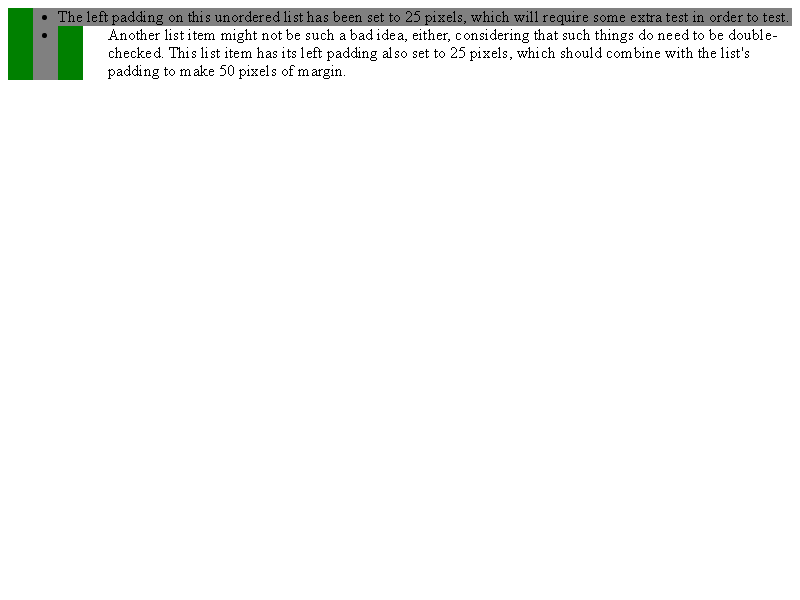 • The left padding on this unordered list has been set to 25 pixels, which will require some extra test in order to test.
• Another list item might not be such a bad idea, either, considering that such things do need to be double-
checked. This list item has its left padding also set to 25 pixels, which should combine with the list's
padding to make 50 pixels of margin.